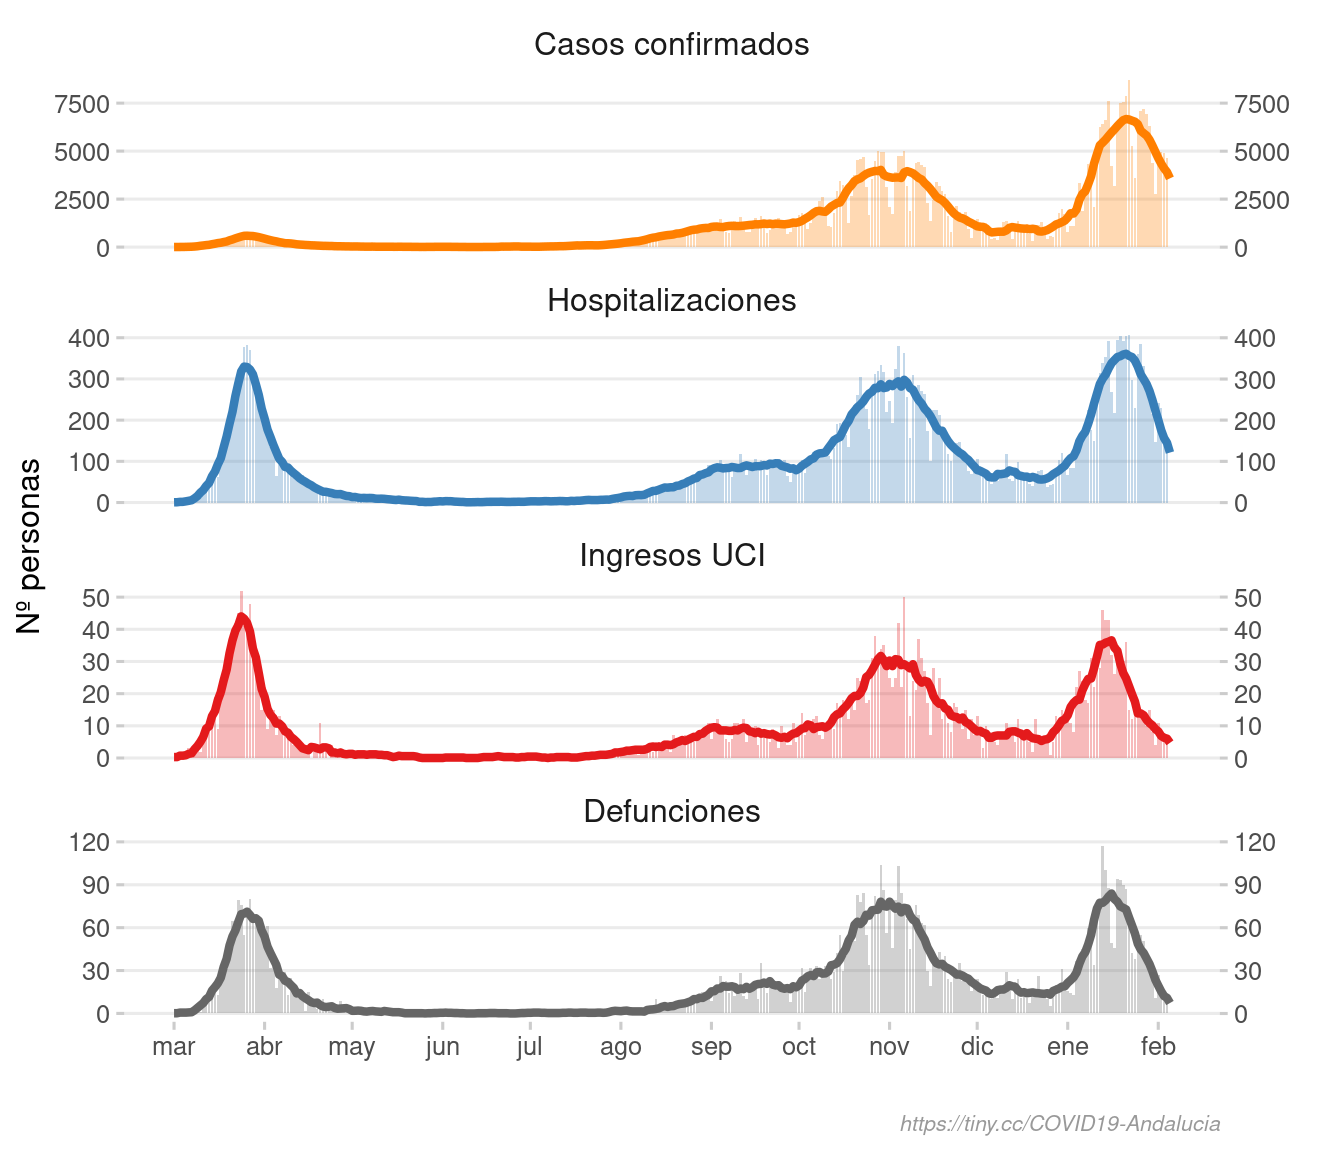 Casos confirmados
7500 7500
5000 5000
2500 2500
0 0
Hospitalizaciones
400 400
300 300
200 200
100 100
0 0
Nº personas
Ingresos UCI
50 50
40 40
30 30
20 20
10 10
0 0
Defunciones
120 120
90 90
60 60
30 30
0 0
mar abr may jun jul ago sep oct nov dic ene feb
https://tiny.cc/COVID19-Andalucia